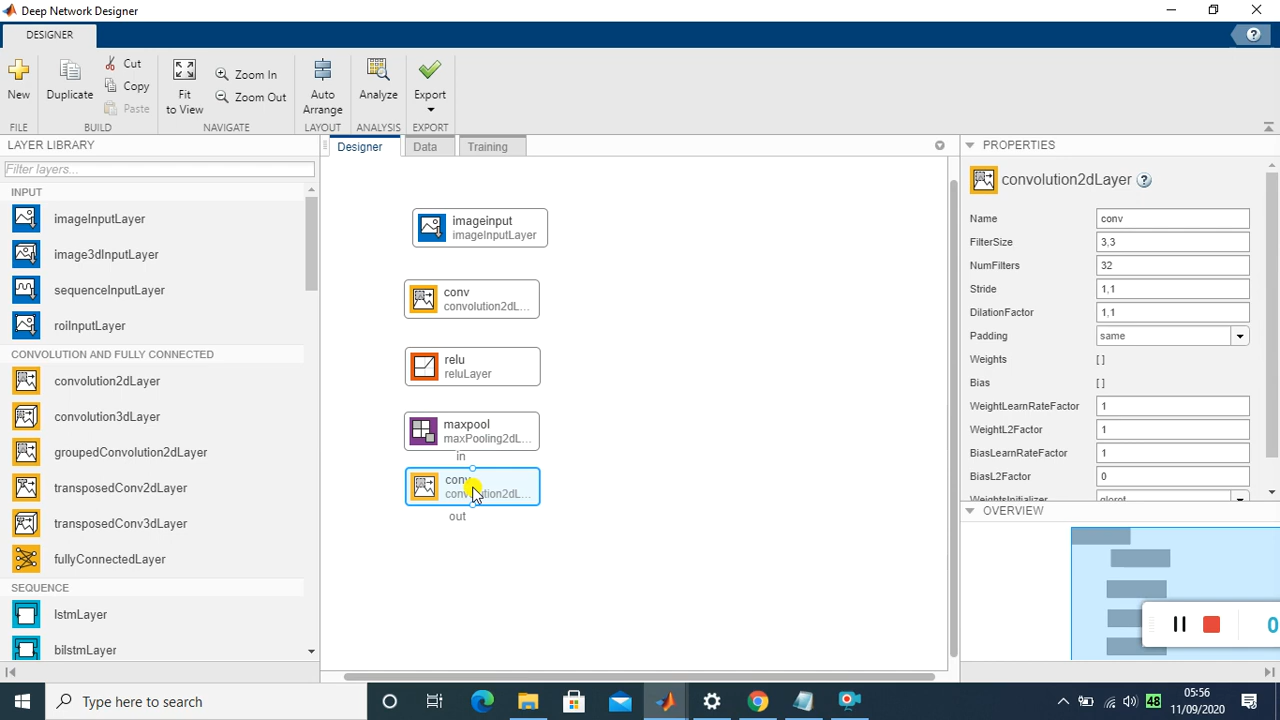 Deep Network Designer
DESIGNER
New
Duplicate
Cut
Copy
Paste
Fit
to View
Zoom In
Zoom Out
Auto
Arrange
Analyze
Export
FILE
BUILD
NAVIGATE
LAYOUT
ANALYSIS
EXPORT
LAYER LIBRARY
Filter layers...
INPUT
imageInputLayer
image3dInputLayer
sequenceInputLayer
roiInputLayer
CONVOLUTION AND FULLY CONNECTED
convolution2dLayer
convolution3dLayer
groupedConvolution2dLayer
transposedConv2dLayer
transposedConv3dLayer
fullyConnectedLayer
SEQUENCE
lstmLayer
bilstmLayer
Designer
Data
Training
imageinput
imageInputLayer
conv
convolution2dL...
relu
reluLayer
maxpool
maxPooling2dL...
in
out
PROPERTIES
convolution2dLayer
Name conv
FilterSize 3,3
NumFilters 32
Stride 1,1
DilationFactor 1,1
Padding same
Weights []
Bias []
WeightLearnRateFactor 1
WeightL2Factor 1
BiasLearnRateFactor 1
BiasL2Factor 0
OVERVIEW
0
Type here to search
48
05:56
11/09/2020